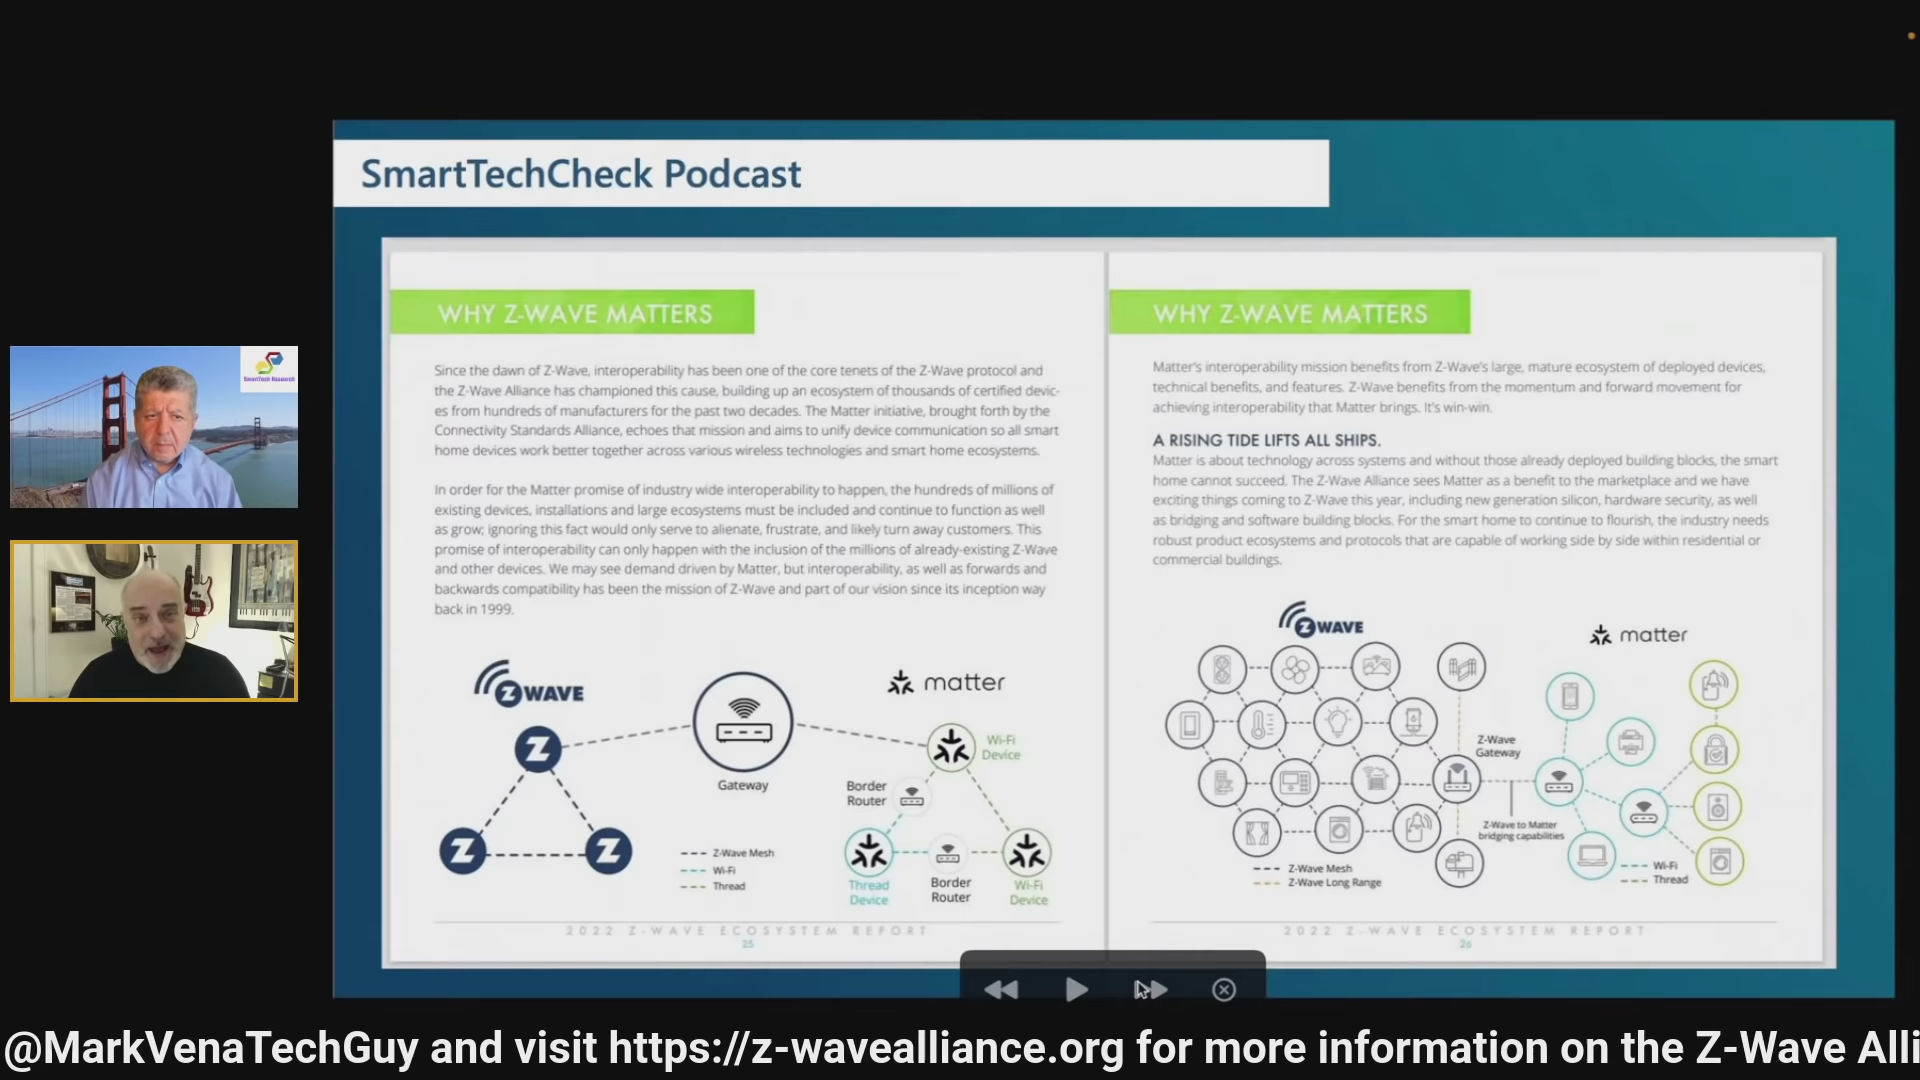 SmartTechCheck Podcast
SmartTech Research
WHY Z-WAVE MATTERS
Since the dawn of Z-Wave, interoperability has been one of the core tenets of the Z-Wave protocol and
the Z-Wave Alliance has championed this cause, building up an ecosystem of thousands of certified devic-
es from hundreds of manufacturers for the past two decades. The Matter initiative, brought forth by the
Connectivity Standards Alliance, echoes that mission and aims to unify device communication so all smart
home devices work better together across various wireless technologies and smart home ecosystems.
In order for the Matter promise of industry wide interoperability to happen, the hundreds of millions of
existing devices, installations and large ecosystems must be included and continue to function as well
as grow; ignoring this fact would only serve to alienate, frustrate, and likely turn away customers. This
promise of interoperability can only happen with the inclusion of the millions of already-existing Z-Wave
and other devices. We may see demand driven by Matter, but interoperability, as well as forwards and
backwards compatibility has been the mission of Z-Wave and part of our vision since its inception way
back in 1999.
Z WAVE
matter
Z
Z
Z
Gateway
Wi-Fi
Device
Border
Router
Thread
Device
Border
Router
Wi-Fi
Device
Z-Wave Mesh
Wi-Fi
Thread
2022 Z-WAVE ECOSYSTEM REPORT
25
WHY Z-WAVE MATTERS
Matter's interoperability mission benefits from Z-Wave's large, mature ecosystem of deployed devices,
technical benefits, and features. Z-Wave benefits from the momentum and forward movement for
achieving interoperability that Matter brings. It's win-win.
A RISING TIDE LIFTS ALL SHIPS.
Matter is about technology across systems and without those already deployed building blocks, the smart
home cannot succeed. The Z-Wave Alliance sees Matter as a benefit to the marketplace and we have
exciting things coming to Z-Wave this year, including new generation silicon, hardware security, as well
as bridging and software building blocks. For the smart home to continue to flourish, the industry needs
robust product ecosystems and protocols that are capable of working side by side within residential or
commercial buildings.
Z WAVE
matter
Z-Wave
Gateway
Z-Wave to Matter
bridging capabilities
Z-Wave Mesh
Z-Wave Long Range
Wi-Fi
Thread
2022 Z-WAVE ECOSYSTEM REPORT
26
@MarkVenaTechGuy and visit https://z-wavealliance.org for more information on the Z-Wave Alli